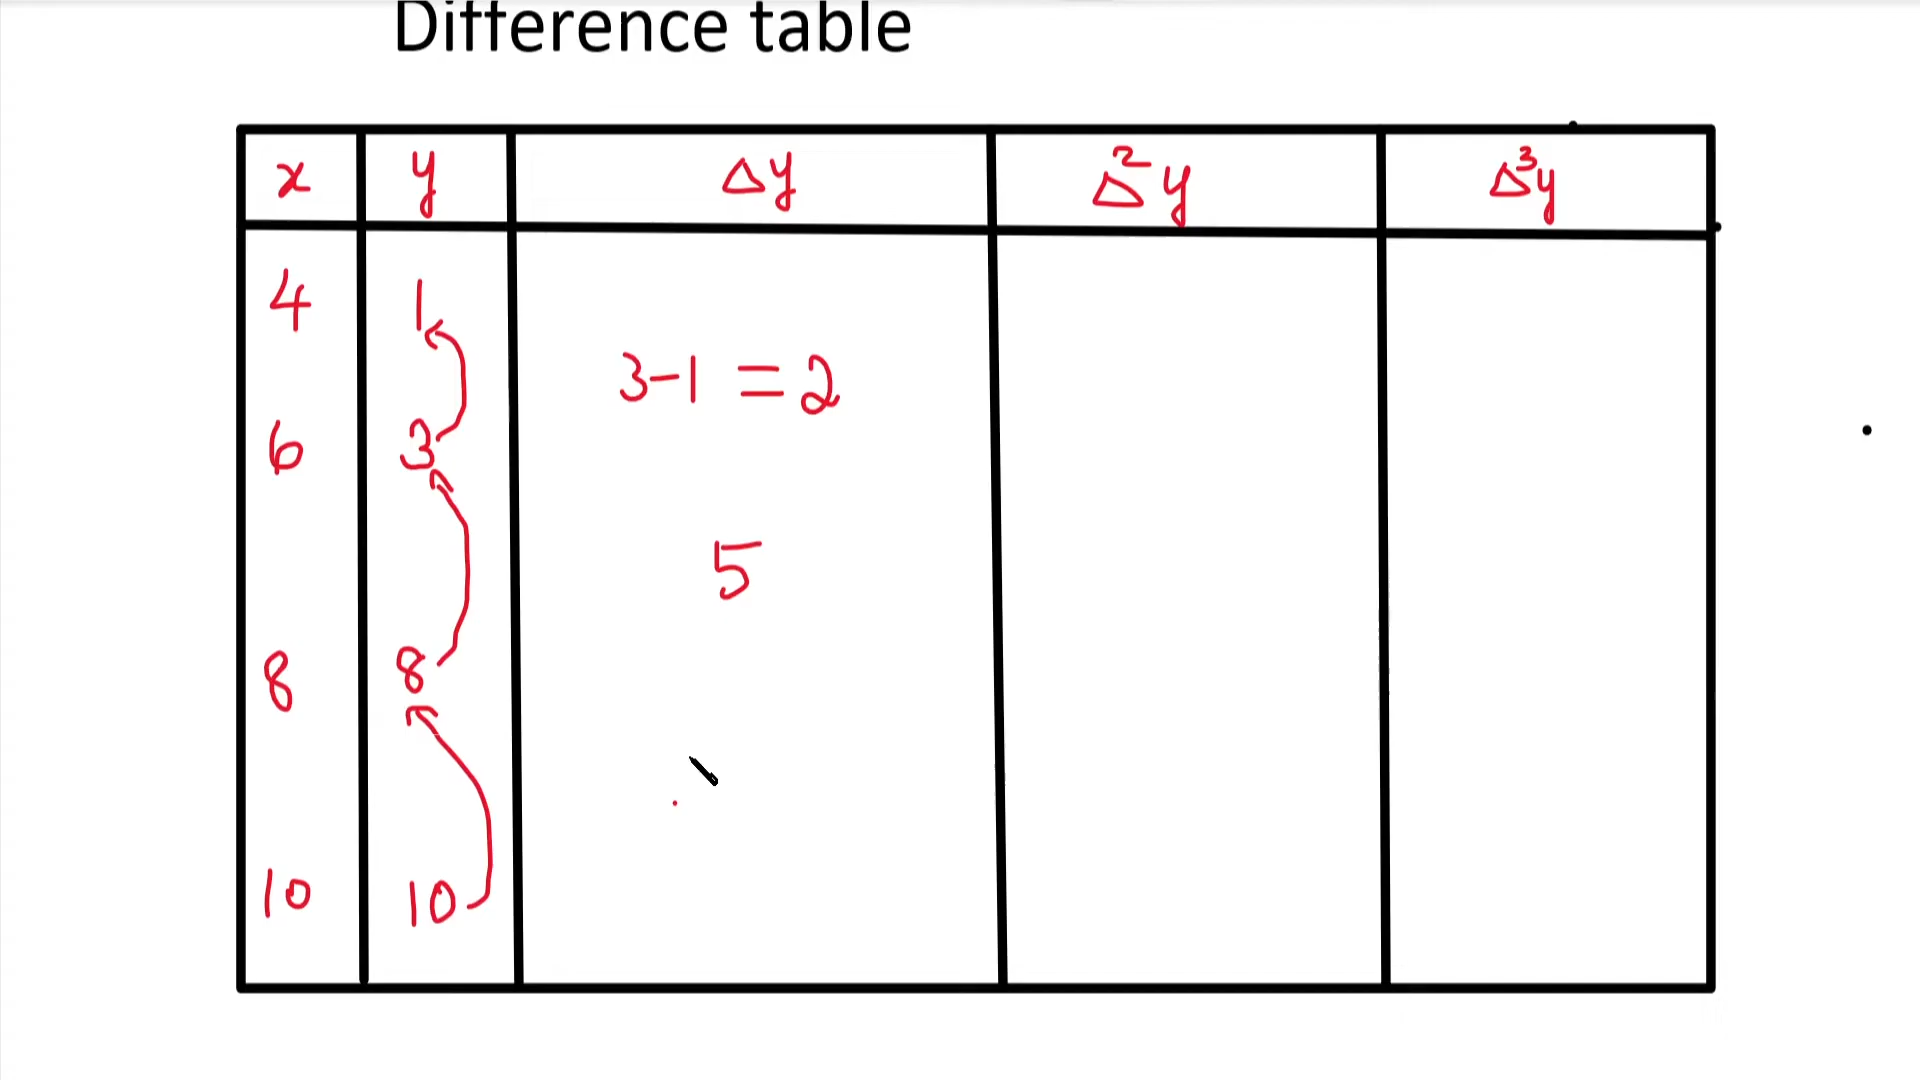 Difference table
x y Δy Δ²y Δ³y
4 1
3-1 = 2
6 3
5
8 8
10 10